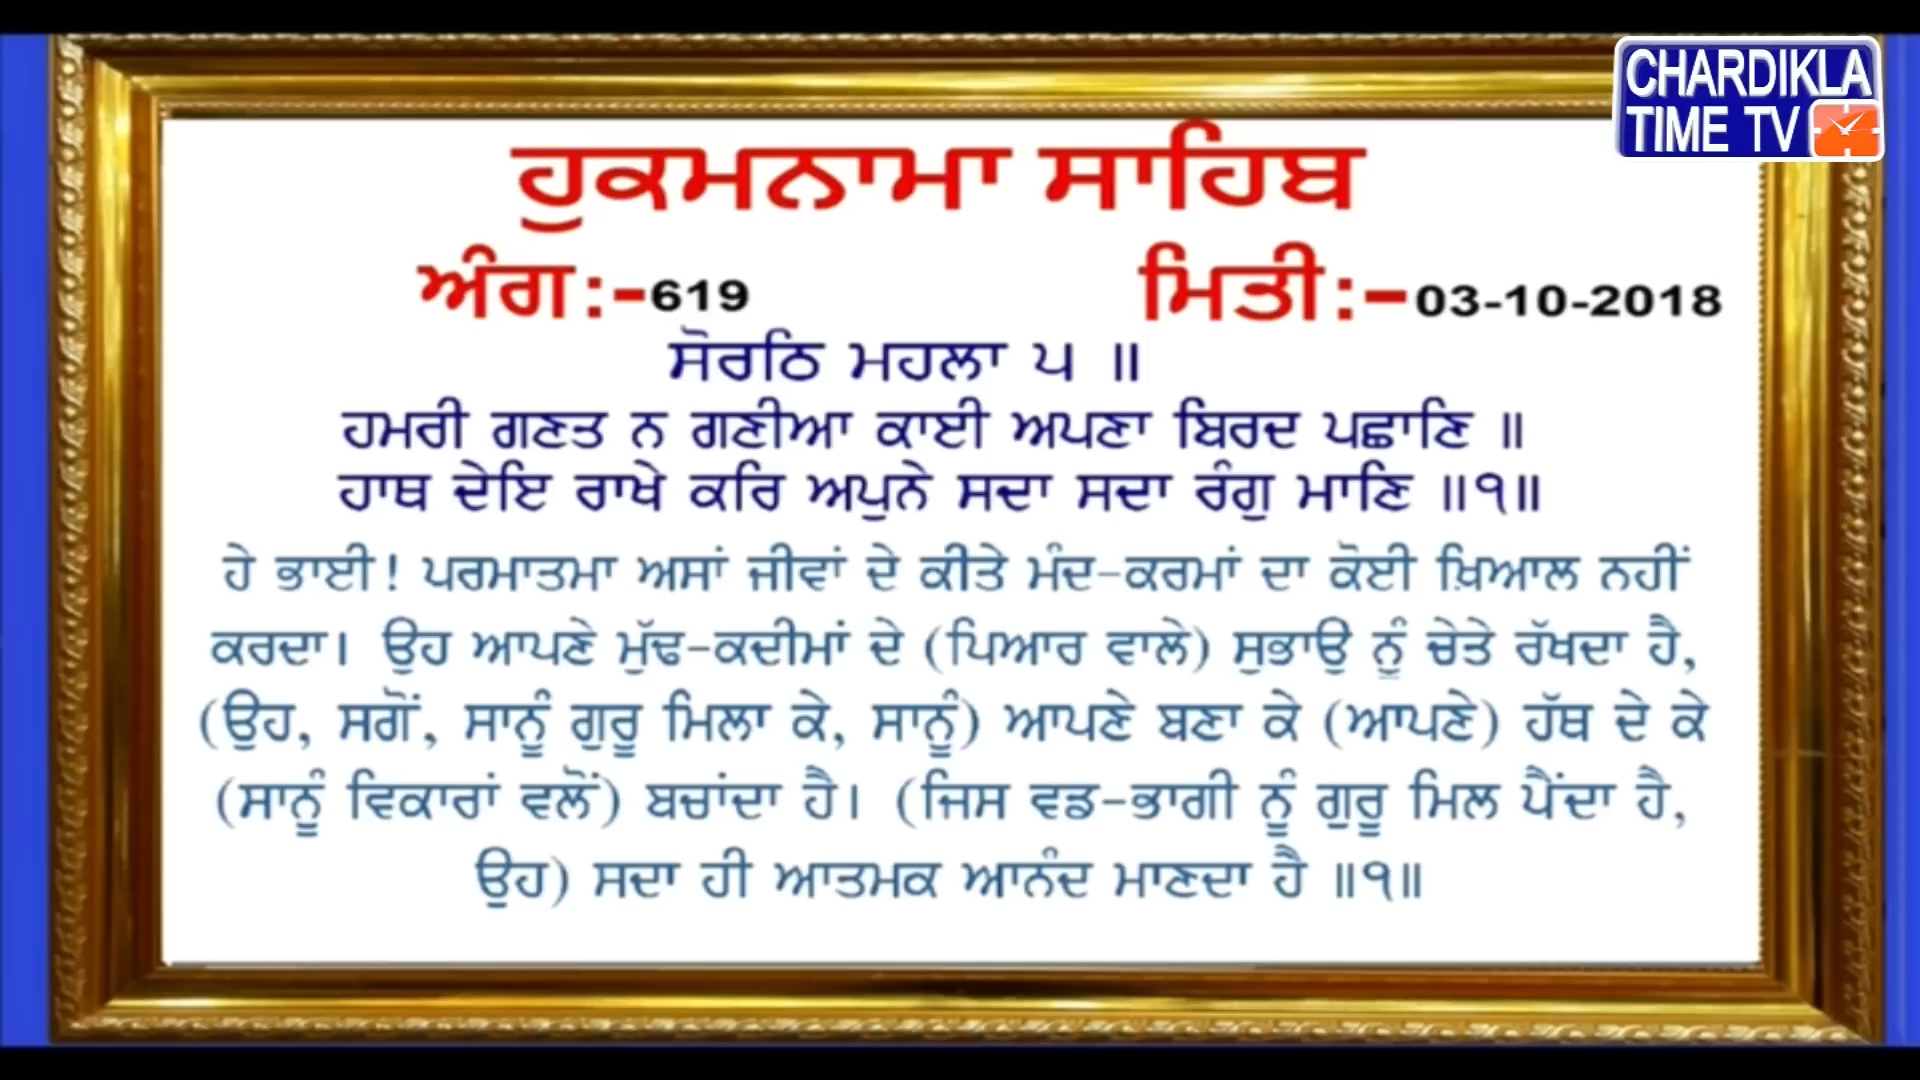 CHARDIKLA
TIME TV
ਹੁਕਮਨਾਮਾ ਸਾਹਿਬ
ਅੰਗ:-619 ਮਿਤੀ:-03-10-2018
ਸੋਰਠਿ ਮਹਲਾ ੫ ॥
ਹਮਰੀ ਗਣਤ ਨ ਗਣੀਆ ਕਾਈ ਅਪਣਾ ਬਿਰਦ ਪਛਾਣਿ ॥
ਹਾਥ ਦੇਇ ਰਾਖੇ ਕਰਿ ਅਪੁਨੇ ਸਦਾ ਸਦਾ ਰੰਗੁ ਮਾਣਿ ॥੧॥
ਹੇ ਭਾਈ! ਪਰਮਾਤਮਾ ਅਸਾਂ ਜੀਵਾਂ ਦੇ ਕੀਤੇ ਮੰਦ-ਕਰਮਾਂ ਦਾ ਕੋਈ ਖ਼ਿਆਲ ਨਹੀਂ
ਕਰਦਾ। ਉਹ ਆਪਣੇ ਮੁੱਢ-ਕਦੀਮਾਂ ਦੇ (ਪਿਆਰ ਵਾਲੇ) ਸੁਭਾਉ ਨੂੰ ਚੇਤੇ ਰੱਖਦਾ ਹੈ,
(ਉਹ, ਸਗੋਂ, ਸਾਨੂੰ ਗੁਰੂ ਮਿਲਾ ਕੇ, ਸਾਨੂੰ) ਆਪਣੇ ਬਣਾ ਕੇ (ਆਪਣੇ) ਹੱਥ ਦੇ ਕੇ
(ਸਾਨੂੰ ਵਿਕਾਰਾਂ ਵਲੋਂ) ਬਚਾਂਦਾ ਹੈ। (ਜਿਸ ਵਡ-ਭਾਗੀ ਨੂੰ ਗੁਰੂ ਮਿਲ ਪੈਂਦਾ ਹੈ,
ਉਹ) ਸਦਾ ਹੀ ਆਤਮਕ ਆਨੰਦ ਮਾਣਦਾ ਹੈ ॥੧॥